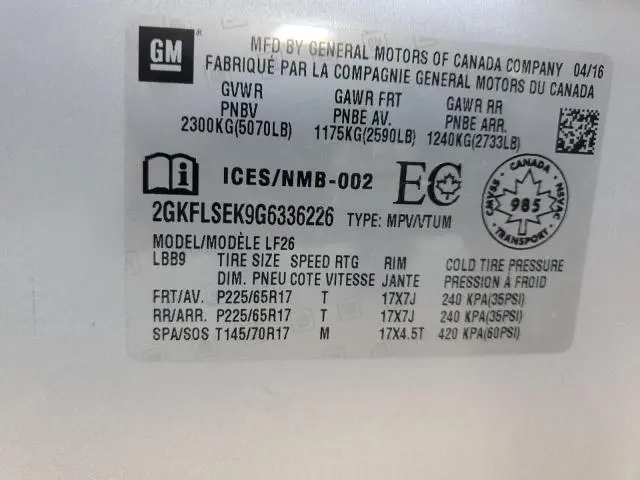 GM
MFD BY GENERAL MOTORS OF CANADA COMPANY 04/16
FABRIQUÉ PAR LA COMPAGNIE GENERAL MOTORS DU CANADA
GVWR GAWR FRT GAWR RR
PNBV PNBE AV. PNBE ARR.
2300KG(5070LB) 1175KG(2590LB) 1240KG(2733LB)
ICES/NMB-002 EC
CANADA
CMVSS NSVAC
985
TRANSPORT
2GKFLSEK9G6336226 TYPE: MPV/VTUM
MODEL/MODÈLE LF26
LBB9 TIRE SIZE SPEED RTG RIM COLD TIRE PRESSURE
DIM. PNEU COTE VITESSE JANTE PRESSION À FROID
FRT/AV. P225/65R17 T 17X7J 240 KPA(35PSI)
RR/ARR. P225/65R17 T 17X7J 240 KPA(35PSI)
SPA/SOS T145/70R17 M 17X4.5T 420 KPA(60PSI)